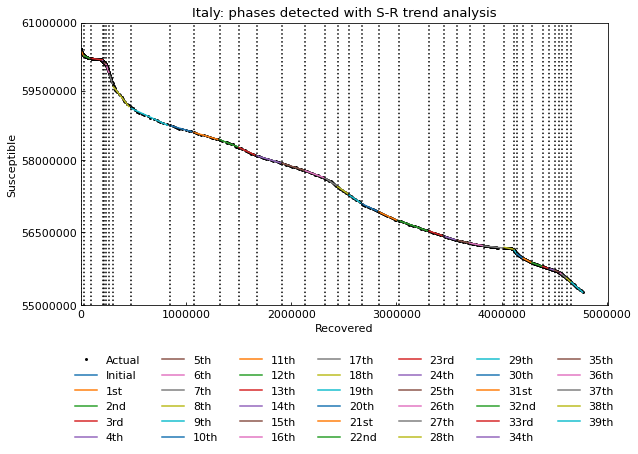 Italy: phases detected with S-R trend analysis
61000000
59500000
58000000
56500000
55000000
Susceptible
0 1000000 2000000 3000000 4000000 5000000
Recovered
Actual 5th 11th 17th 23rd 29th 35th
Initial 6th 12th 18th 24th 30th 36th
1st 7th 13th 19th 25th 31st 37th
2nd 8th 14th 20th 26th 32nd 38th
3rd 9th 15th 21st 27th 33rd 39th
4th 10th 16th 22nd 28th 34th